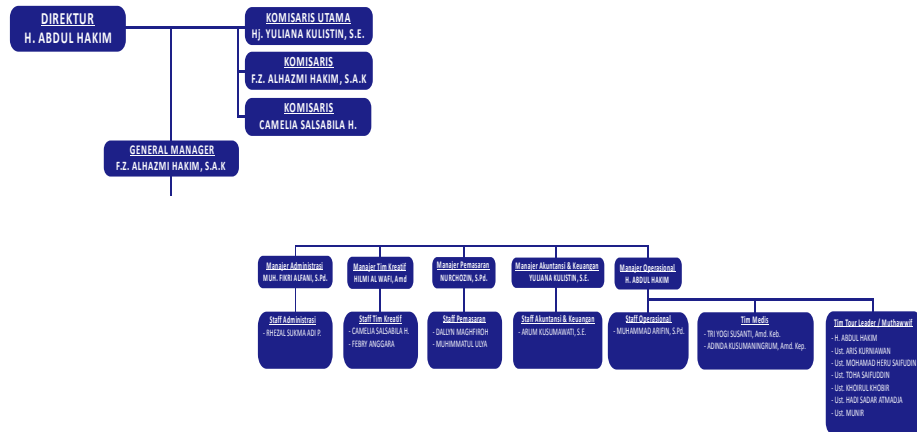 DIREKTUR
H. ABDUL HAKIM
KOMISARIS UTAMA
Hj. YULIANA KULISTIN, S.E.
KOMISARIS
F.Z. ALHAZMI HAKIM, S.A.K
KOMISARIS
CAMELIA SALSABILA H.
GENERAL MANAGER
F.Z. ALHAZMI HAKIM, S.A.K
Manajer Administrasi
MUH. FIKRI ALFANI, S.Pd.
Manajer Tim Kreatif
HILMI AL WAFI, Amd
Manajer Pemasaran
NURCHOZIN, S.Pd.
Manajer Akuntansi & Keuangan
YULIANA KULISTIN, S.E.
Manajer Operasional
H. ABDUL HAKIM
Staff Administrasi
- RHEZAL SUKMA ADI P.
Staff Tim Kreatif
- CAMELIA SALSABILA H.
- FEBRY ANGGARA
Staff Pemasaran
- DALLYN MAGHFIROH
- MUHIMMATUL ULYA
Staff Akuntansi & Keuangan
- ARUM KUSUMAWATI, S.E.
Staff Operasional
- MUHAMMAD ARIFIN, S.Pd.
Tim Medis
- TRI YOGI SUSANTI, Amd. Keb.
- ADINDA KUSUMANINGRUM, Amd. Kep.
Tim Tour Leader / Muthawwif
- H. ABDUL HAKIM
- Ust. ARIS KURNIAWAN
- Ust. MOHAMAD HERU SAIFUDIN
- Ust. TOHA SAIFUDDIN
- Ust. KHOIRUL KHOBIR
- Ust. HADI SADAR ATMADJA
- Ust. MUNIR